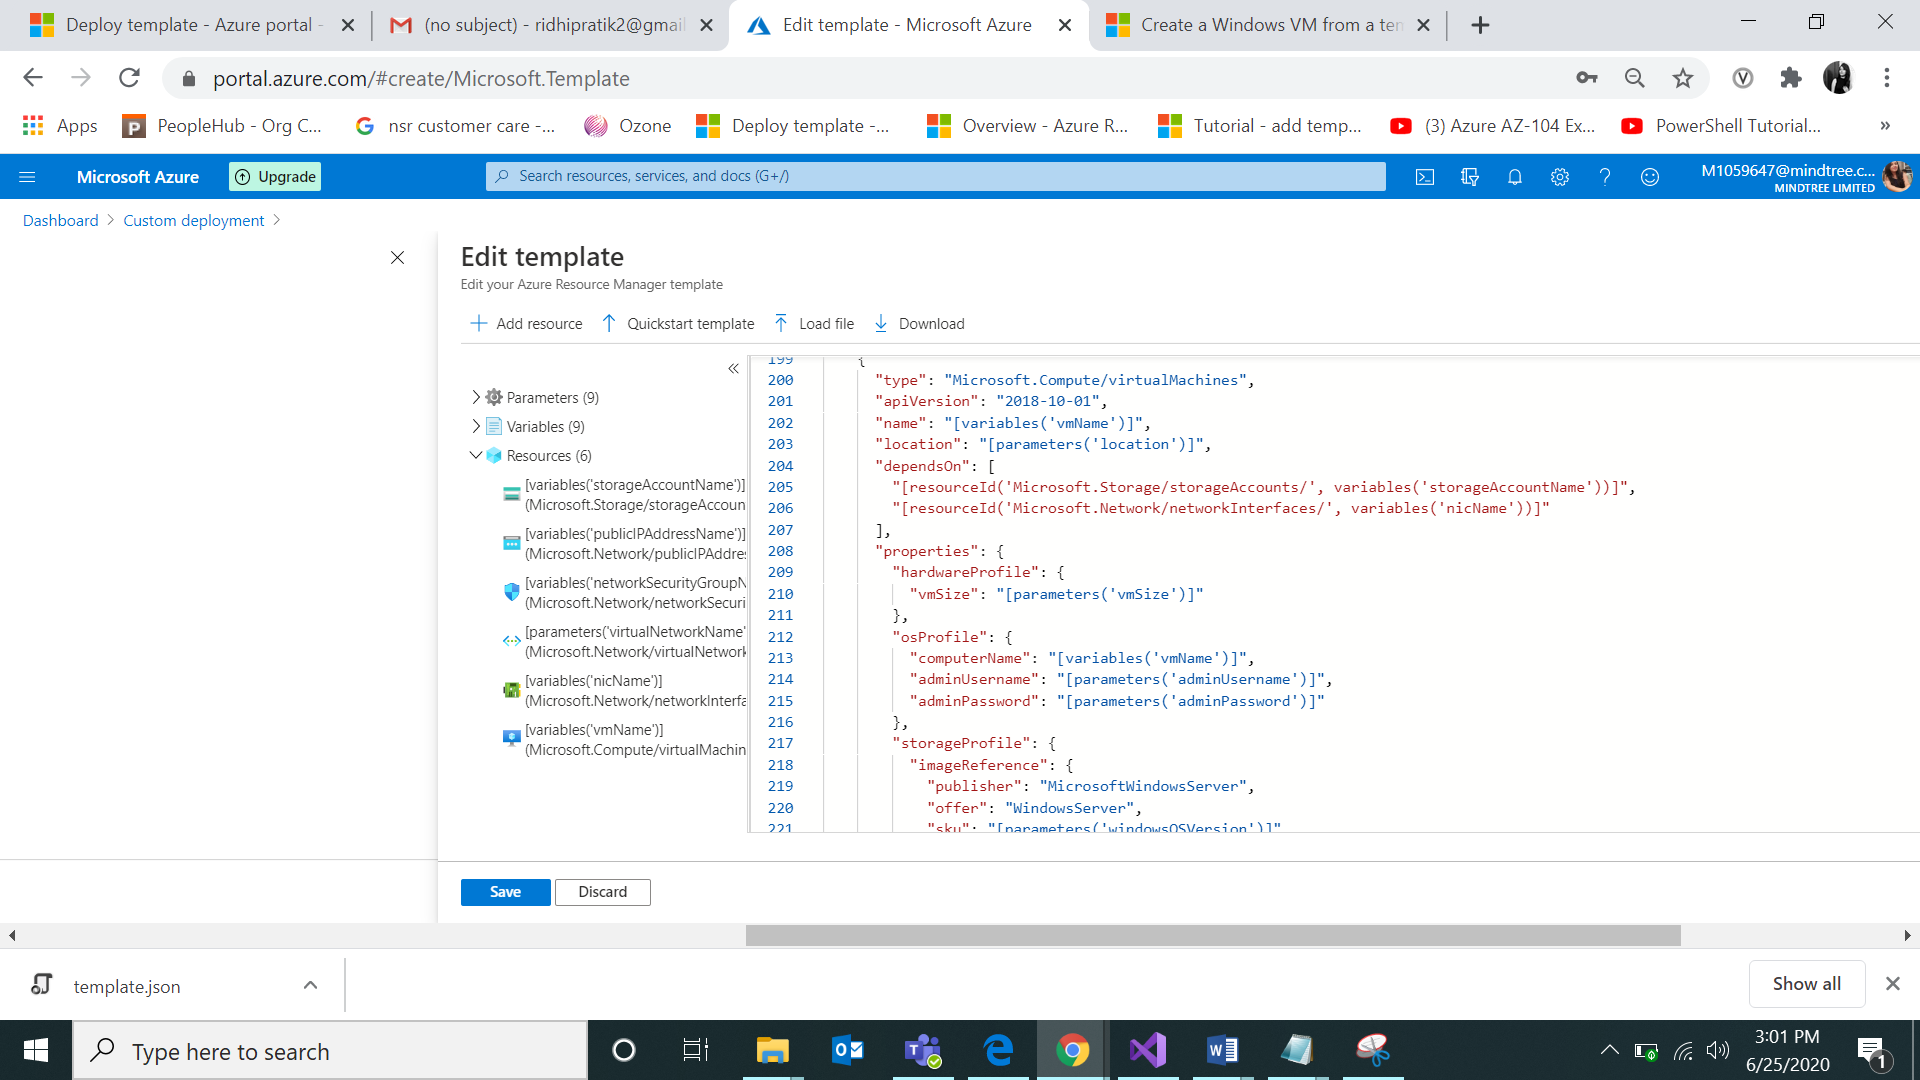 Deploy template - Azure portal -
(no subject) - ridhipratik2@gmail
Edit template - Microsoft Azure
Create a Windows VM from a tem
portal.azure.com/#create/Microsoft.Template
Apps
PeopleHub - Org C...
nsr customer care -...
Ozone
Deploy template -...
Overview - Azure R...
Tutorial - add temp...
(3) Azure AZ-104 Ex...
PowerShell Tutorial...
»
Microsoft Azure
Upgrade
Search resources, services, and docs (G+/)
M1059647@mindtree.c...
MINDTREE LIMITED
Dashboard > Custom deployment >
Edit template
Edit your Azure Resource Manager template
Add resource
Quickstart template
Load file
Download
«
Parameters (9)
Variables (9)
Resources (6)
[variables('storageAccountName')]
(Microsoft.Storage/storageAccoun
[variables('publicIPAddressName')]
(Microsoft.Network/publicIPAddre
[variables('networkSecurityGroupN
(Microsoft.Network/networkSecuri
[parameters('virtualNetworkName'
(Microsoft.Network/virtualNetwork
[variables('nicName')]
(Microsoft.Network/networkInterfa
[variables('vmName')]
(Microsoft.Compute/virtualMachin
199 {
200 "type": "Microsoft.Compute/virtualMachines",
201 "apiVersion": "2018-10-01",
202 "name": "[variables('vmName')]",
203 "location": "[parameters('location')]",
204 "dependsOn": [
205 "[resourceId('Microsoft.Storage/storageAccounts/', variables('storageAccountName'))]",
206 "[resourceId('Microsoft.Network/networkInterfaces/', variables('nicName'))]"
207 ],
208 "properties": {
209 "hardwareProfile": {
210 "vmSize": "[parameters('vmSize')]"
211 },
212 "osProfile": {
213 "computerName": "[variables('vmName')]",
214 "adminUsername": "[parameters('adminUsername')]",
215 "adminPassword": "[parameters('adminPassword')]"
216 },
217 "storageProfile": {
218 "imageReference": {
219 "publisher": "MicrosoftWindowsServer",
220 "offer": "WindowsServer",
221 "sku": "[parameters('windowsOSVersion')]"
Save
Discard
template.json
Show all
Type here to search
3:01 PM
6/25/2020
1